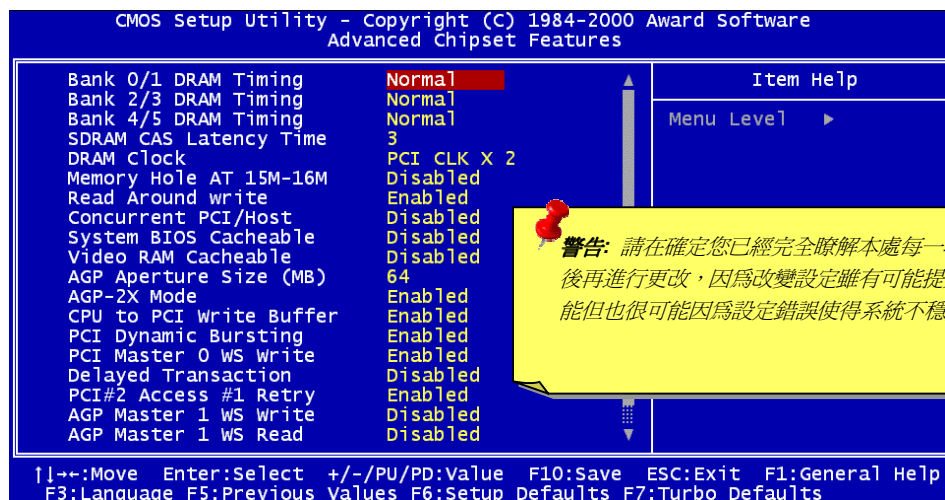 CMOS Setup Utility – Copyright (C) 1984-2000 Award Software
Advanced Chipset Features
Bank 0/1 DRAM Timing Normal
Bank 2/3 DRAM Timing Normal
Bank 4/5 DRAM Timing Normal
SDRAM CAS Latency Time 3
DRAM Clock PCI CLK X 2
Memory Hole AT 15M-16M Disabled
Read Around write Enabled
Concurrent PCI/Host Disabled
System BIOS Cacheable Disabled
Video RAM Cacheable Disabled
AGP Aperture Size (MB) 64
AGP-2X Mode Enabled
CPU to PCI Write Buffer Enabled
PCI Dynamic Bursting Enabled
PCI Master 0 WS Write Enabled
Delayed Transaction Disabled
PCI#2 Access #1 Retry Enabled
AGP Master 1 WS Write Disabled
AGP Master 1 WS Read Disabled
Item Help
Menu Level ▶
警告: 請在確定您已經完全瞭解本處每一
後再進行更改，因為改變設定雖有可能提
能但也很可能因為設定錯誤使得系統不穩
↑↓→←:Move Enter:Select +/-/PU/PD:Value F10:Save ESC:Exit F1:General Help
F3:Language F5:Previous Values F6:Setup Defaults F7:Turbo Defaults